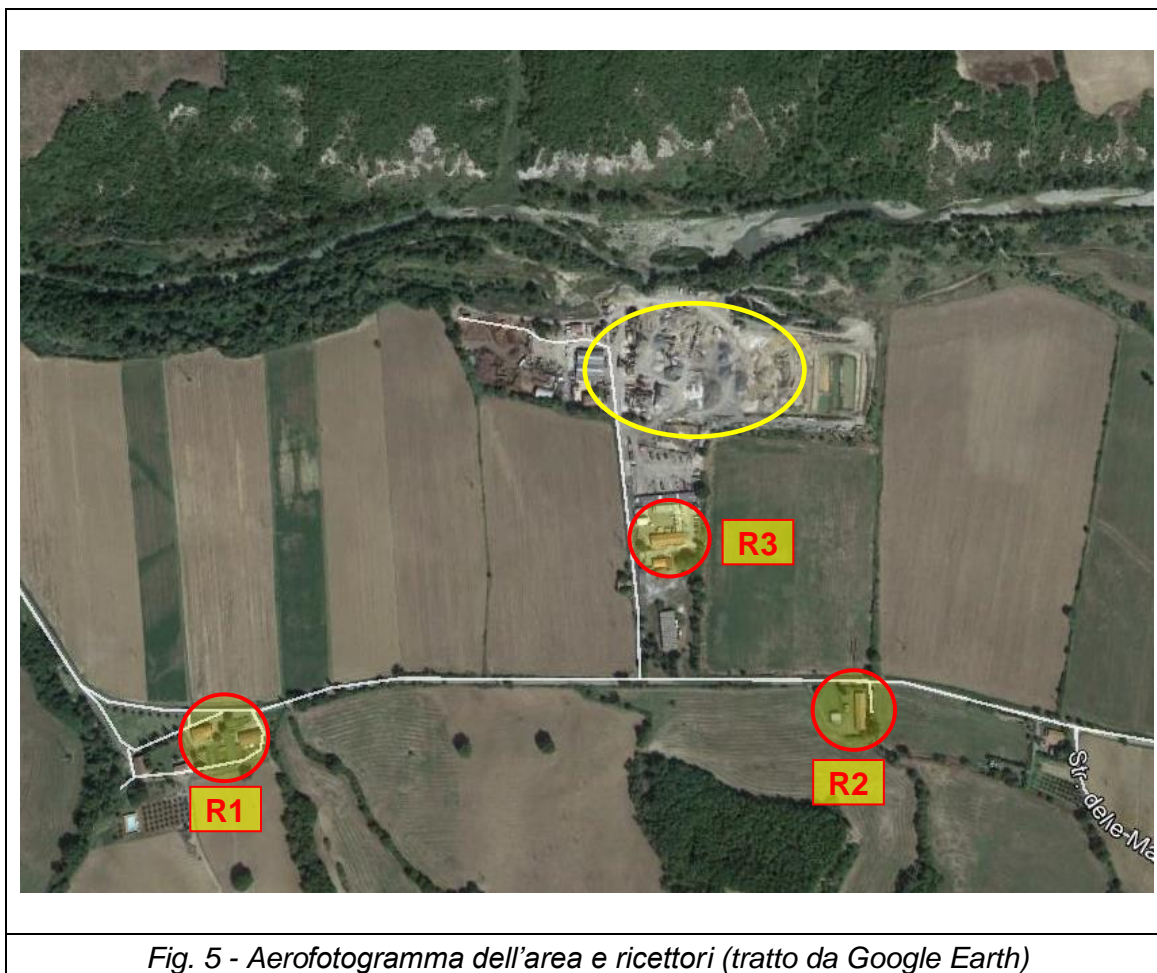 R3
R1
R2
Str. delle-Ma
Fig. 5 - Aerofotogramma dell'area e ricettori (tratto da Google Earth)